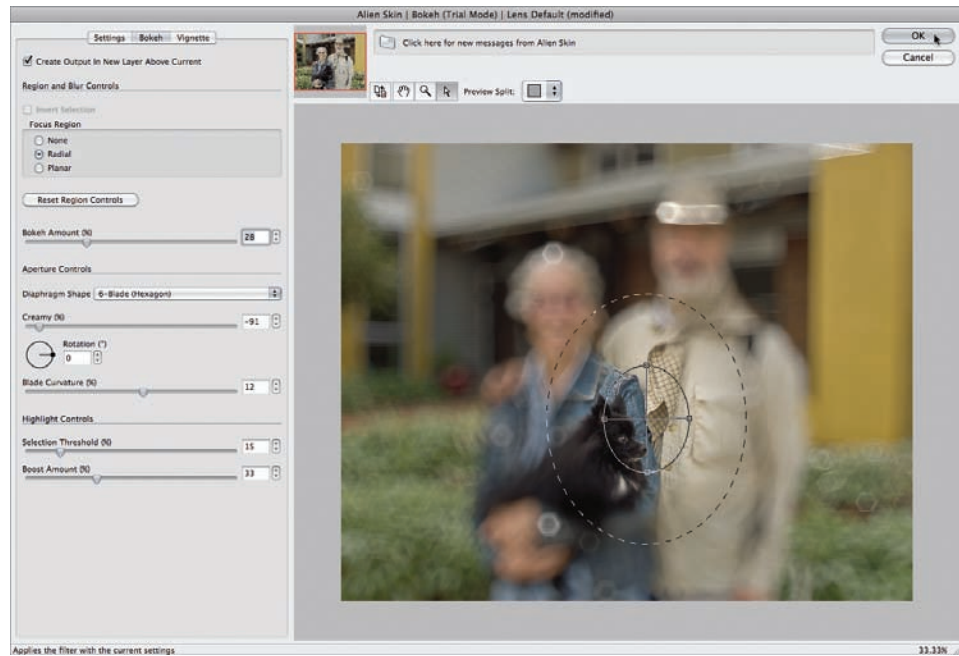 Alien Skin | Bokeh (Trial Mode) | Lens Default (modified)
Settings Bokeh Vignette
Create Output In New Layer Above Current
Region and Blur Controls
Invert Selection
Focus Region
None
Radial
Planar
Reset Region Controls
Bokeh Amount (%)
28
Aperture Controls
Diaphragm Shape 6-Blade (Hexagon)
Creamy (%)
-91
Rotation (°)
0
Blade Curvature (%)
12
Highlight Controls
Selection Threshold (%)
15
Boost Amount (%)
33
Click here for new messages from Alien Skin
Preview Split:
OK
Cancel
Applies the filter with the current settings
33.33%